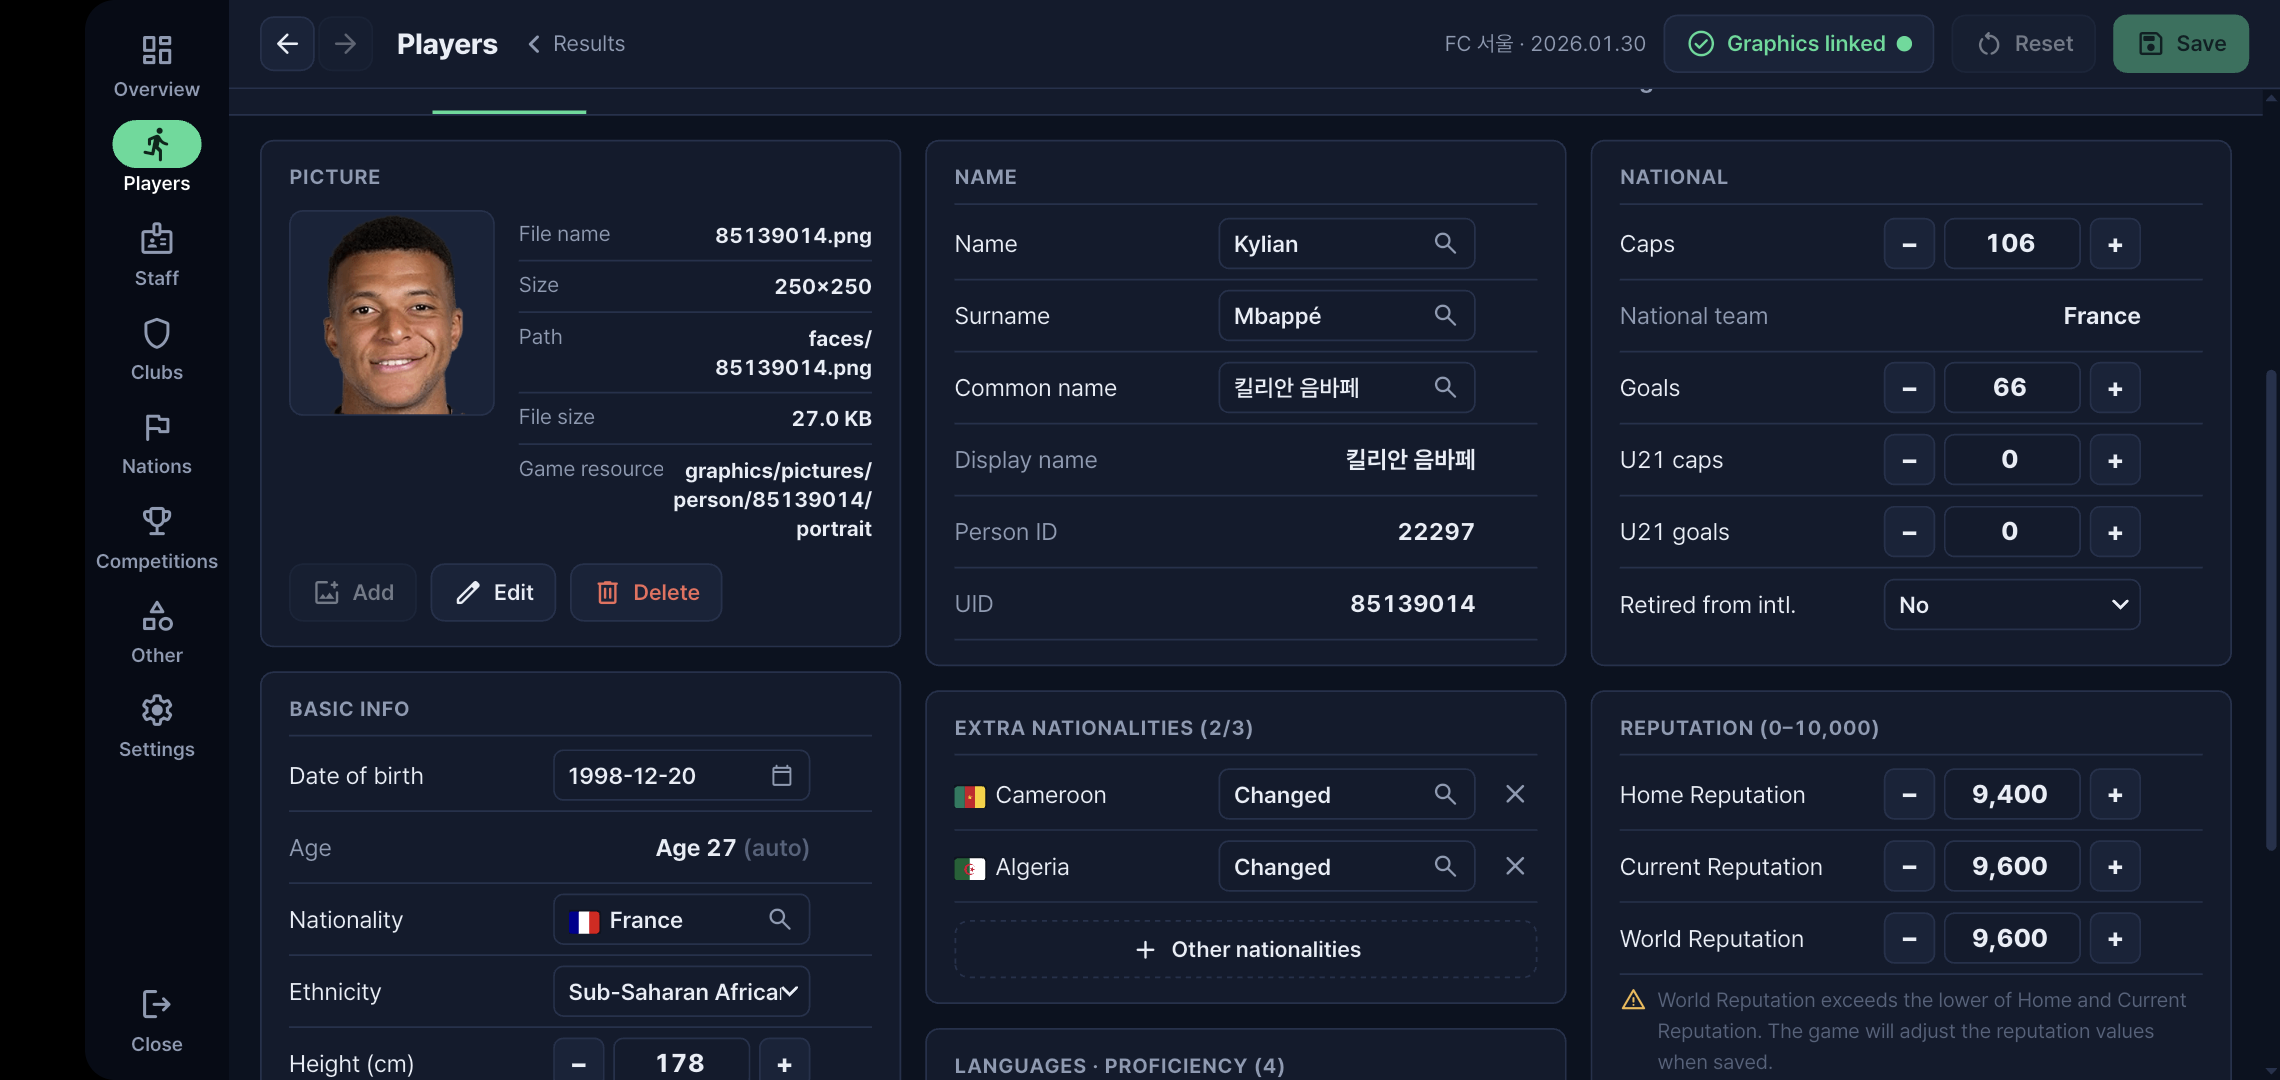 Overview
Players
Staff
Clubs
Nations
Competitions
Other
Settings
Close
Players
Results
FC 서울 · 2026.01.30
Graphics linked
Reset
Save
PICTURE
File name
85139014.png
Size
250×250
Path
faces/
85139014.png
File size
27.0 KB
Game resource
graphics/pictures/
person/85139014/
portrait
Add
Edit
Delete
BASIC INFO
Date of birth
1998-12-20
Age
Age 27 (auto)
Nationality
France
Ethnicity
Sub-Saharan Africa
Height (cm)
−
178
+
NAME
Name
Kylian
Surname
Mbappé
Common name
킬리안 음바페
Display name
킬리안 음바페
Person ID
22297
UID
85139014
EXTRA NATIONALITIES (2/3)
Cameroon
Changed
Algeria
Changed
+ Other nationalities
LANGUAGES · PROFICIENCY (4)
NATIONAL
Caps
−
106
+
National team
France
Goals
−
66
+
U21 caps
−
0
+
U21 goals
−
0
+
Retired from intl.
No
REPUTATION (0–10,000)
Home Reputation
−
9,400
+
Current Reputation
−
9,600
+
World Reputation
−
9,600
+
World Reputation exceeds the lower of Home and Current
Reputation. The game will adjust the reputation values
when saved.